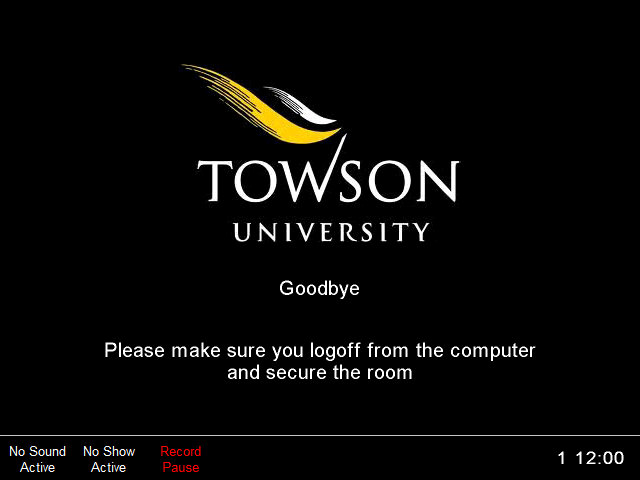 TOWSON
UNIVERSITY
Goodbye
Please make sure you logoff from the computer
and secure the room
No Sound
Active
No Show
Active
Record
Pause
1 12:00